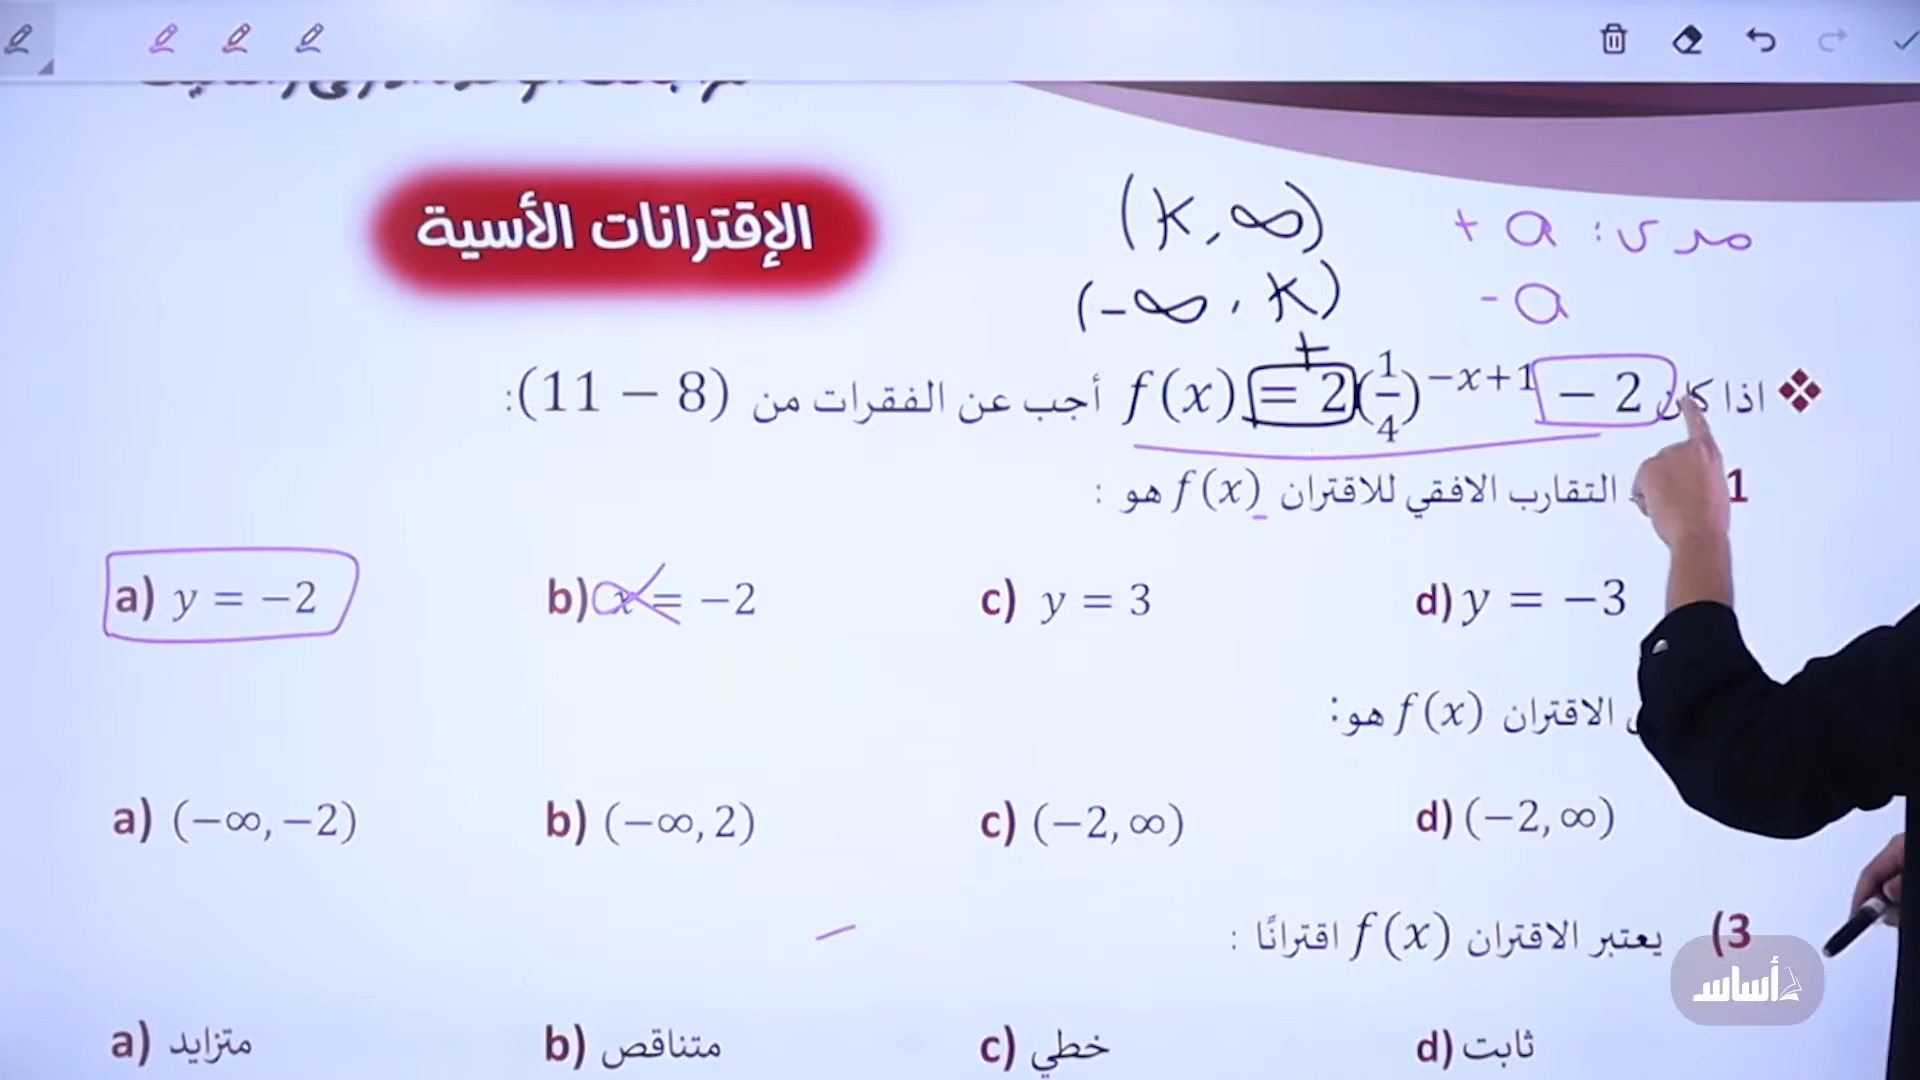 الإقترانات الأسية
مدى: a +
(k, ∞)
- a
(-∞, k)
+
❖ اذا كان f(x) = 2(1/4)^{−x+1} − 2 أجب عن الفقرات من (8 − 11):
1 التقارب الافقي للاقتران f(x) هو :
a) y = −2 b) x = −2 c) y = 3 d) y = −3
الاقتران f(x) هو:
a) (−∞, −2) b) (−∞, 2) c) (−2, ∞) d) (−2, ∞)
3) يعتبر الاقتران f(x) اقترانًا :
a) متزايد b) متناقص c) خطي d) ثابت
أساس